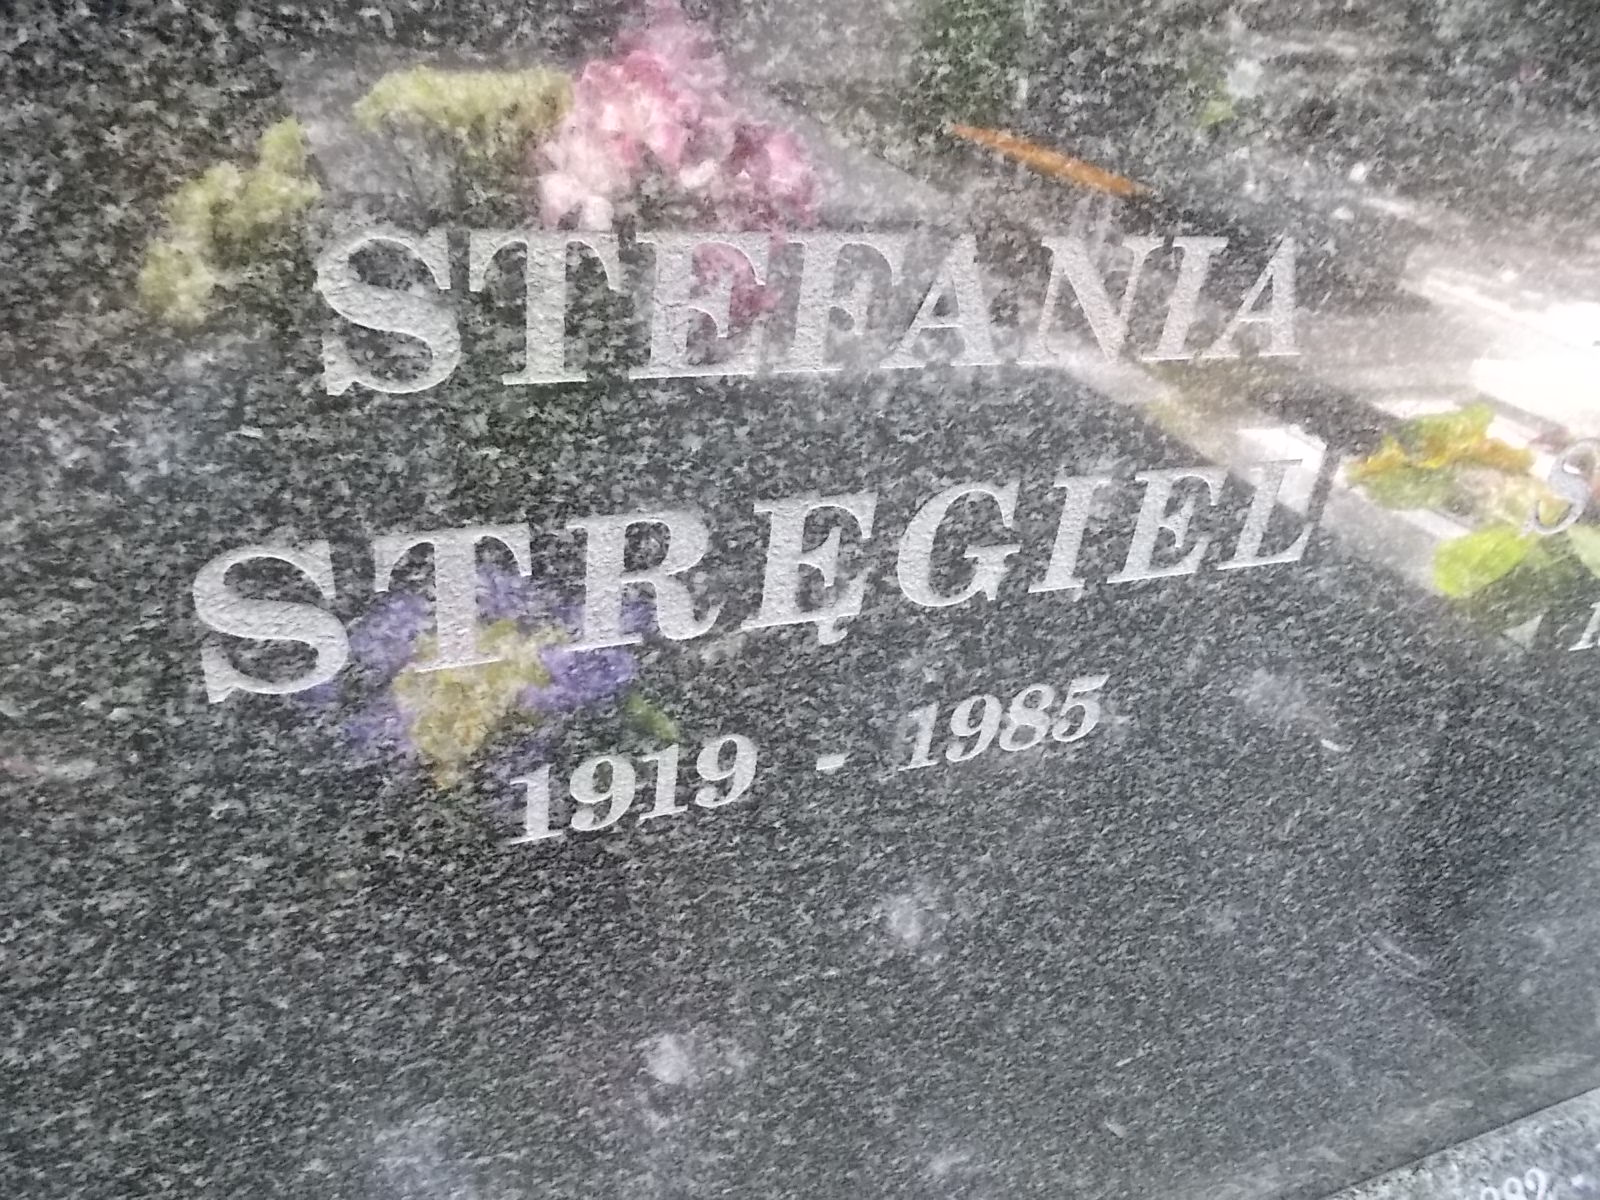 STEFANIA
STRĘGIEL
1919 - 1985